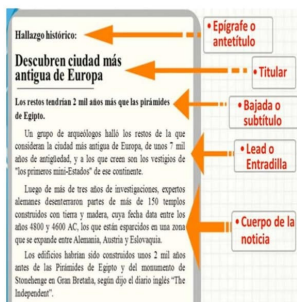 Hallazgo histórico:
Descubren ciudad más
antigua de Europa
Los restos tendrían 2 mil años más que las pirámides
de Egipto.
Un grupo de arqueólogos halló los restos de la que
consideran la ciudad más antigua de Europa, de unos 7 mil
años de antigüedad, y a los que creen son los vestigios de
"los primeros mini-Estados" de ese continente.
Luego de más de tres años de investigaciones, expertos
alemanes desenterraron partes de más de 150 templos
construidos con tierra y madera, cuya fecha data entre los
años 4800 y 4600 AC, los que están esparcidos en una zona
que se expande entre Alemania, Austria y Eslovaquia.
Los edificios habrían sido construidos unos 2 mil años
antes de las Pirámides de Egipto y del monumento de
Stonehenge en Gran Bretaña, según dijo el diario inglés "The
Independent".
• Epígrafe o
antetítulo
• Titular
• Bajada o
subtítulo
• Lead o
Entradilla
• Cuerpo de la
noticia